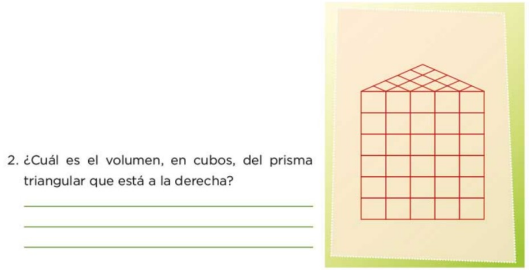 2. ¿Cuál es el volumen, en cubos, del prisma
triangular que está a la derecha?